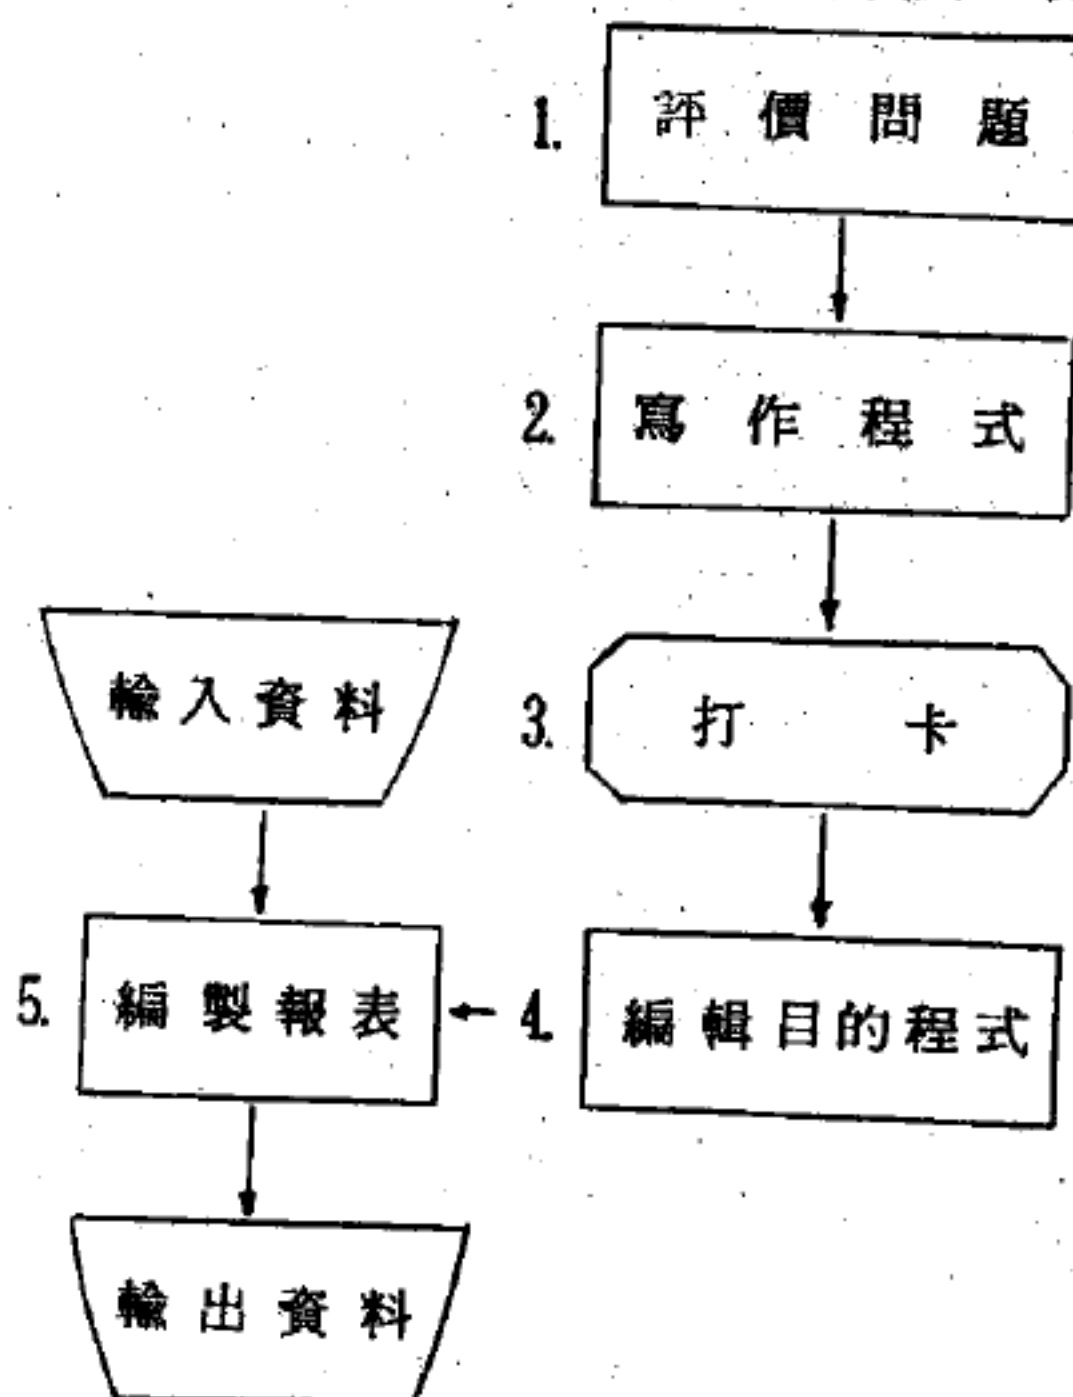 1. 評價問題
2. 寫作程式
輸入資料
3. 打卡
5. 編製報表
4. 編輯目的程式
輸出資料